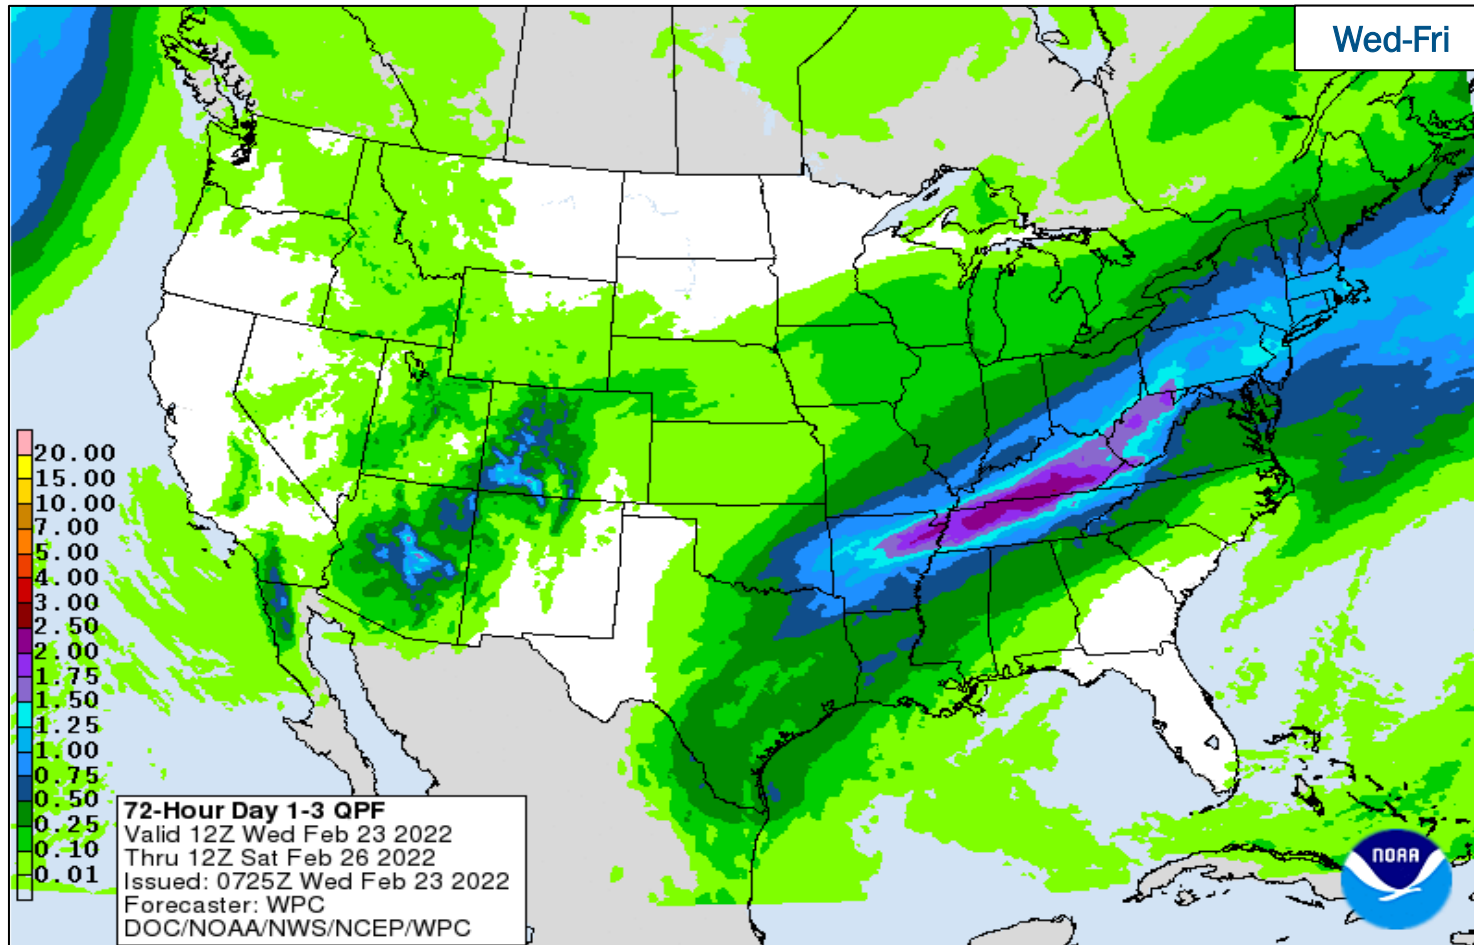 Wed-Fri
20.00
15.00
10.00
7.00
5.00
4.00
3.00
2.50
2.00
1.75
1.50
1.25
1.00
0.75
0.50
0.25
0.10
0.01
72-Hour Day 1-3 QPF
Valid 12Z Wed Feb 23 2022
Thru 12Z Sat Feb 26 2022
Issued: 0725Z Wed Feb 23 2022
Forecaster: WPC
DOC/NOAA/NWS/NCEP/WPC
NOAA